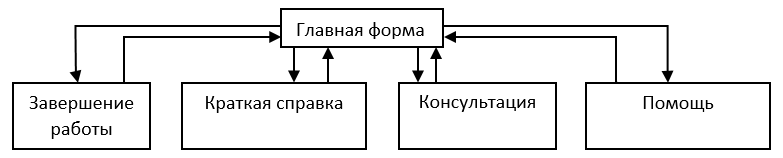 Главная форма
Завершение
работы
Краткая справка
Консультация
Помощь